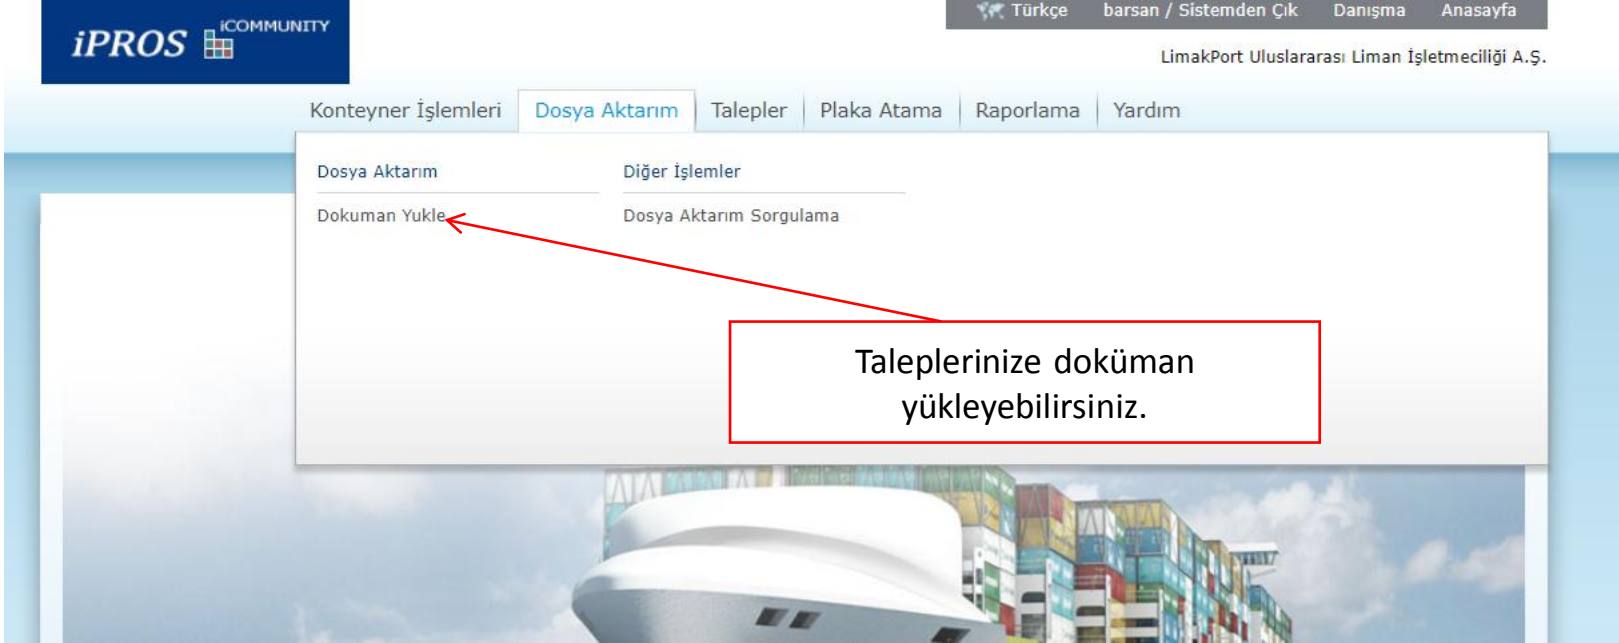 iPROS iCOMMUNITY
Türkçe barsan / Sistemden Çık Danışma Anasayfa
LimakPort Uluslararası Liman İşletmeciliği A.Ş.
Konteyner İşlemleri Dosya Aktarım Talepler Plaka Atama Raporlama Yardım
Dosya Aktarım Diğer İşlemler
Dokuman Yukle Dosya Aktarım Sorgulama
Taleplerinize doküman
yükleyebilirsiniz.